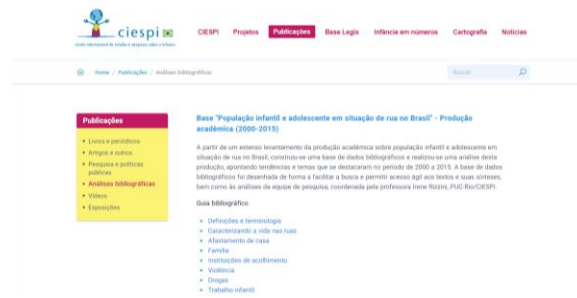 ciespi
centro internacional de estudos e pesquisas sobre a infância
CIESPI Projetos Publicações Base Legis Infância em números Cartografia Notícias
Home / Publicações / Análises bibliográficas
Buscar
Publicações
Livros e periódicos
Artigos e outros
Pesquisa e políticas
públicas
Análises bibliográficas
Vídeos
Exposições
Base "População infantil e adolescente em situação de rua no Brasil" - Produção
acadêmica (2000-2015)
A partir de um extenso levantamento da produção acadêmica sobre população infantil e adolescente em
situação de rua no Brasil, construiu-se uma base de dados bibliográficos e realizou-se uma análise desta
produção, apontando tendências e temas que se destacaram no período de 2000 a 2015. A base de dados
bibliográficos foi desenhada de forma a facilitar a busca e permitir acesso ágil aos textos e suas sínteses,
bem como às análises da equipe de pesquisa, coordenada pela professora Irene Rizzini, PUC-Rio/CIESPI.
Guia bibliográfico
Definições e terminologia
Caracterizando a vida nas ruas
Afastamento de casa
Família
Instituições de acolhimento
Violência
Drogas
Trabalho infantil